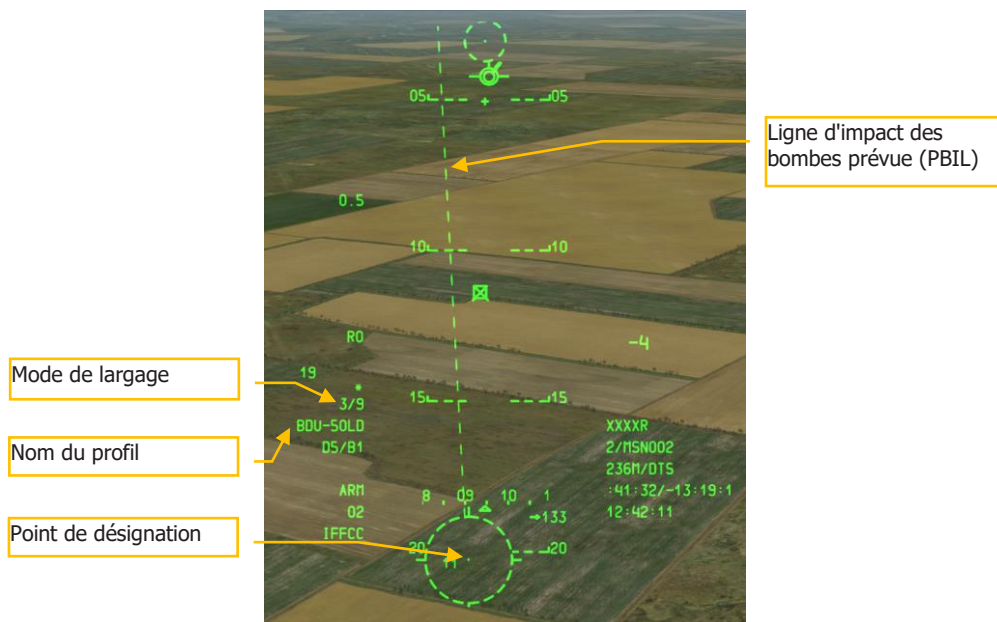 Ligne d'impact des
bombes prévue (PBIL)
Mode de largage
Nom du profil
Point de désignation
05 05
0.5
10 10
RO
-4
19
*
3/9
15 15
BDU-50LD
XXXXR
D5/B1
2/MSN002
236M/DTS
ARM
8 09 10 1
:41:32/-13:19:1
02
→133
12:42:11
IFFCC
20 20
11